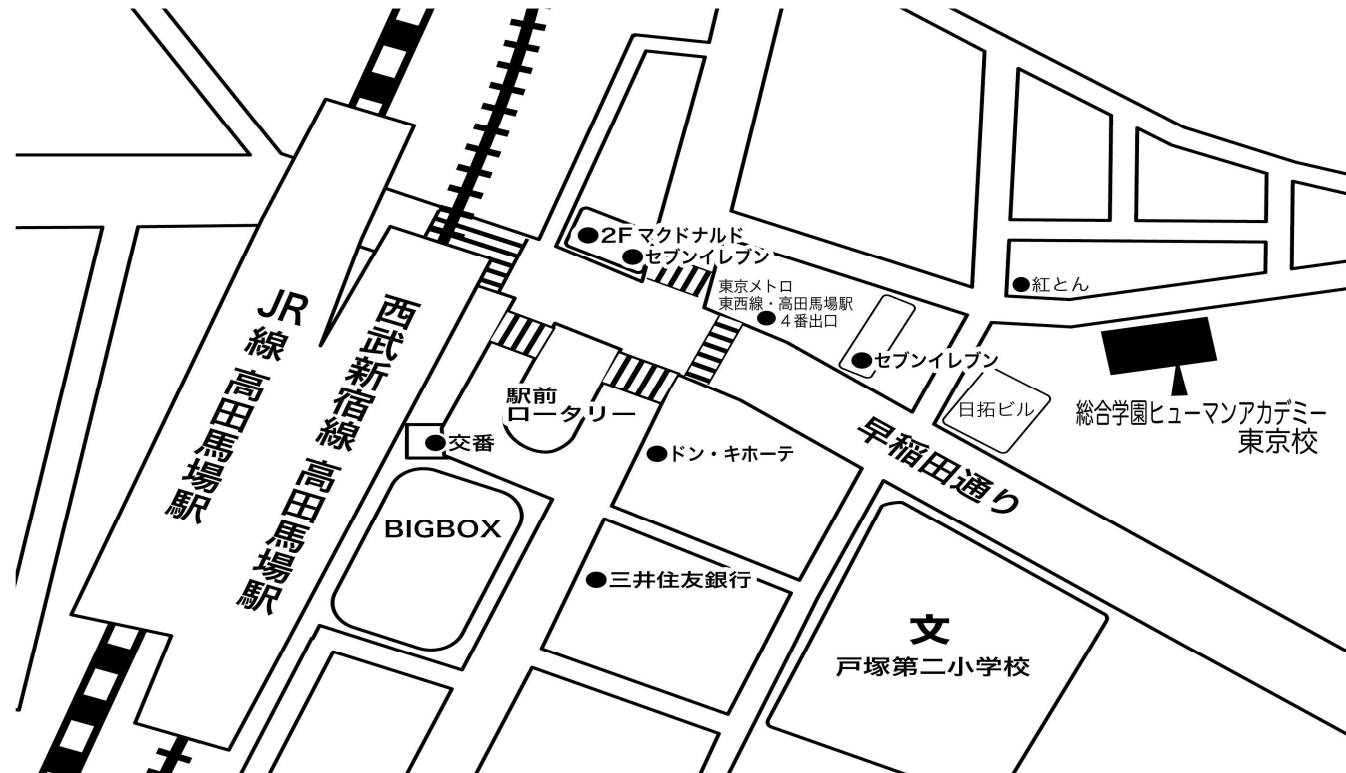 2F マクドナルド
セブンイレブン
東京メトロ
東西線・高田馬場駅
4番出口
紅とん
JR線 高田馬場駅
西武新宿線 高田馬場駅
セブンイレブン
駅前
ロータリー
日拓ビル
総合学園ヒューマンアカデミー
東京校
交番
ドン・キホーテ
早稲田通り
BIGBOX
三井住友銀行
文
戸塚第二小学校